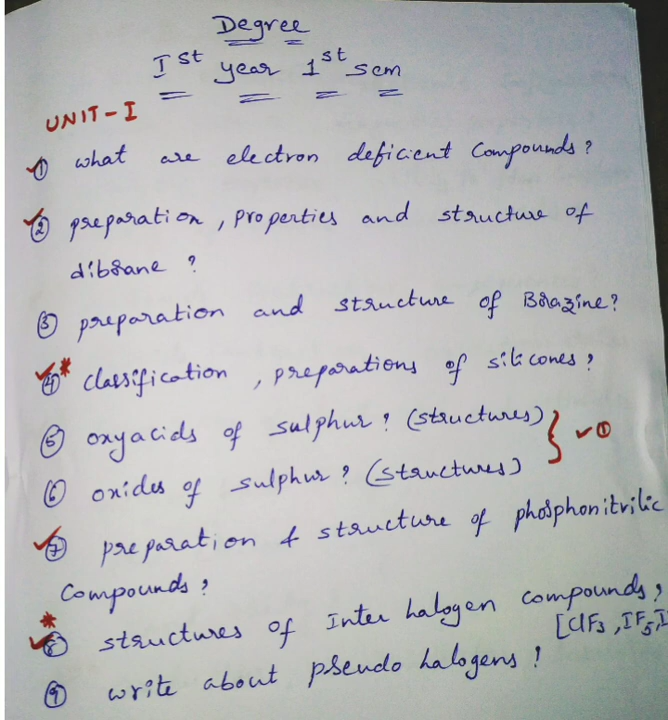 Degree
Ist year 1st sem
UNIT-I
① what are electron deficient Compounds?
② preparation, properties and structure of
diborane?
③ preparation and structure of Borazine?
④* classification, preparations of silicones?
⑤ oxyacids of sulphur? (structures)
⑥ oxides of sulphur? (structures) } ✓①
⑦ preparation & structure of phosphonitrilic
Compounds?
* ⑧ structures of Inter halogen compounds,
[ClF3, IF5, I
⑨ write about pseudo halogens!